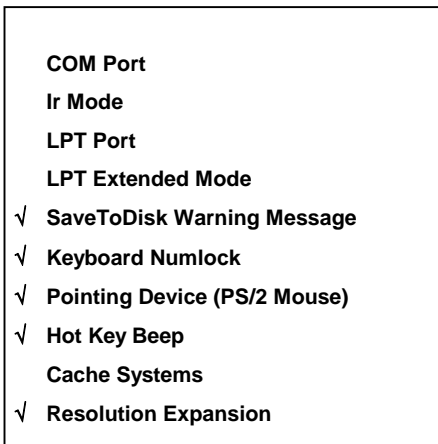 COM Port
Ir Mode
LPT Port
LPT Extended Mode
√ SaveToDisk Warning Message
√ Keyboard Numlock
√ Pointing Device (PS/2 Mouse)
√ Hot Key Beep
Cache Systems
√ Resolution Expansion